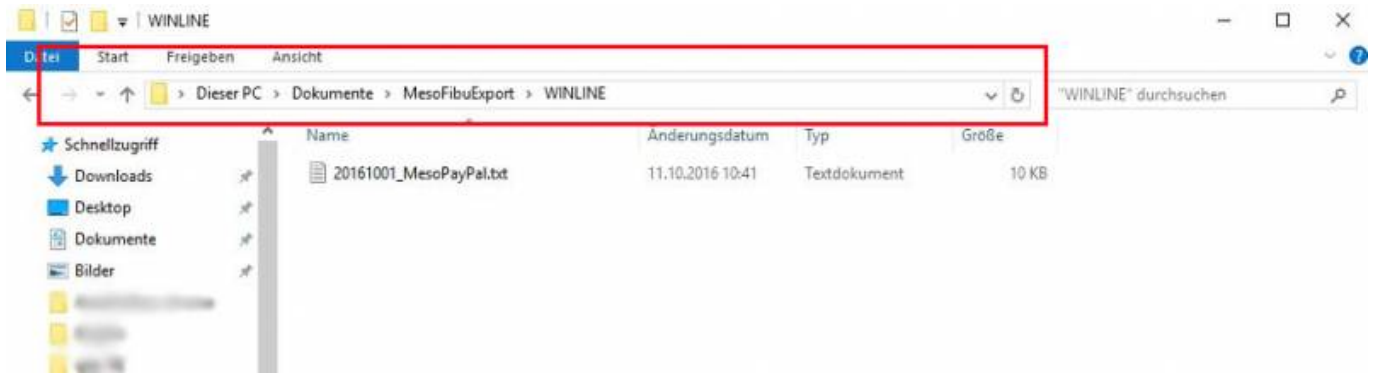 WINLINE
Datei Start Freigeben Ansicht
Dieser PC > Dokumente > MesoFibuExport > WINLINE "WINLINE" durchsuchen
Schnellzugriff Name Änderungsdatum Typ Größe
Downloads 20161001_MesoPayPal.txt 11.10.2016 10:41 Textdokument 10 KB
Desktop
Dokumente
Bilder